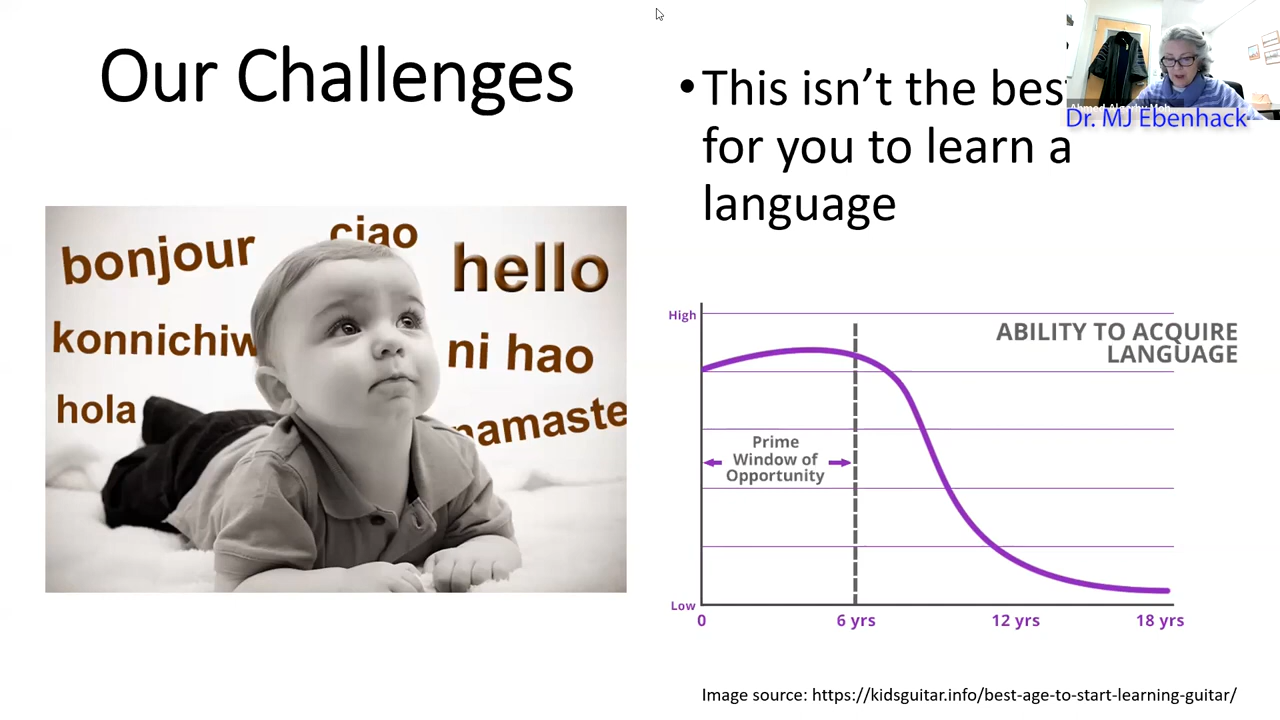 Our Challenges
• This isn’t the best
for you to learn a
language
Dr. MJ Ebenhack
bonjour
ciao
hello
konnichiw
ni hao
hola
namaste
High
ABILITY TO ACQUIRE
LANGUAGE
Prime
Window of
Opportunity
Low
0
6 yrs
12 yrs
18 yrs
Image source: https://kidsguitar.info/best-age-to-start-learning-guitar/